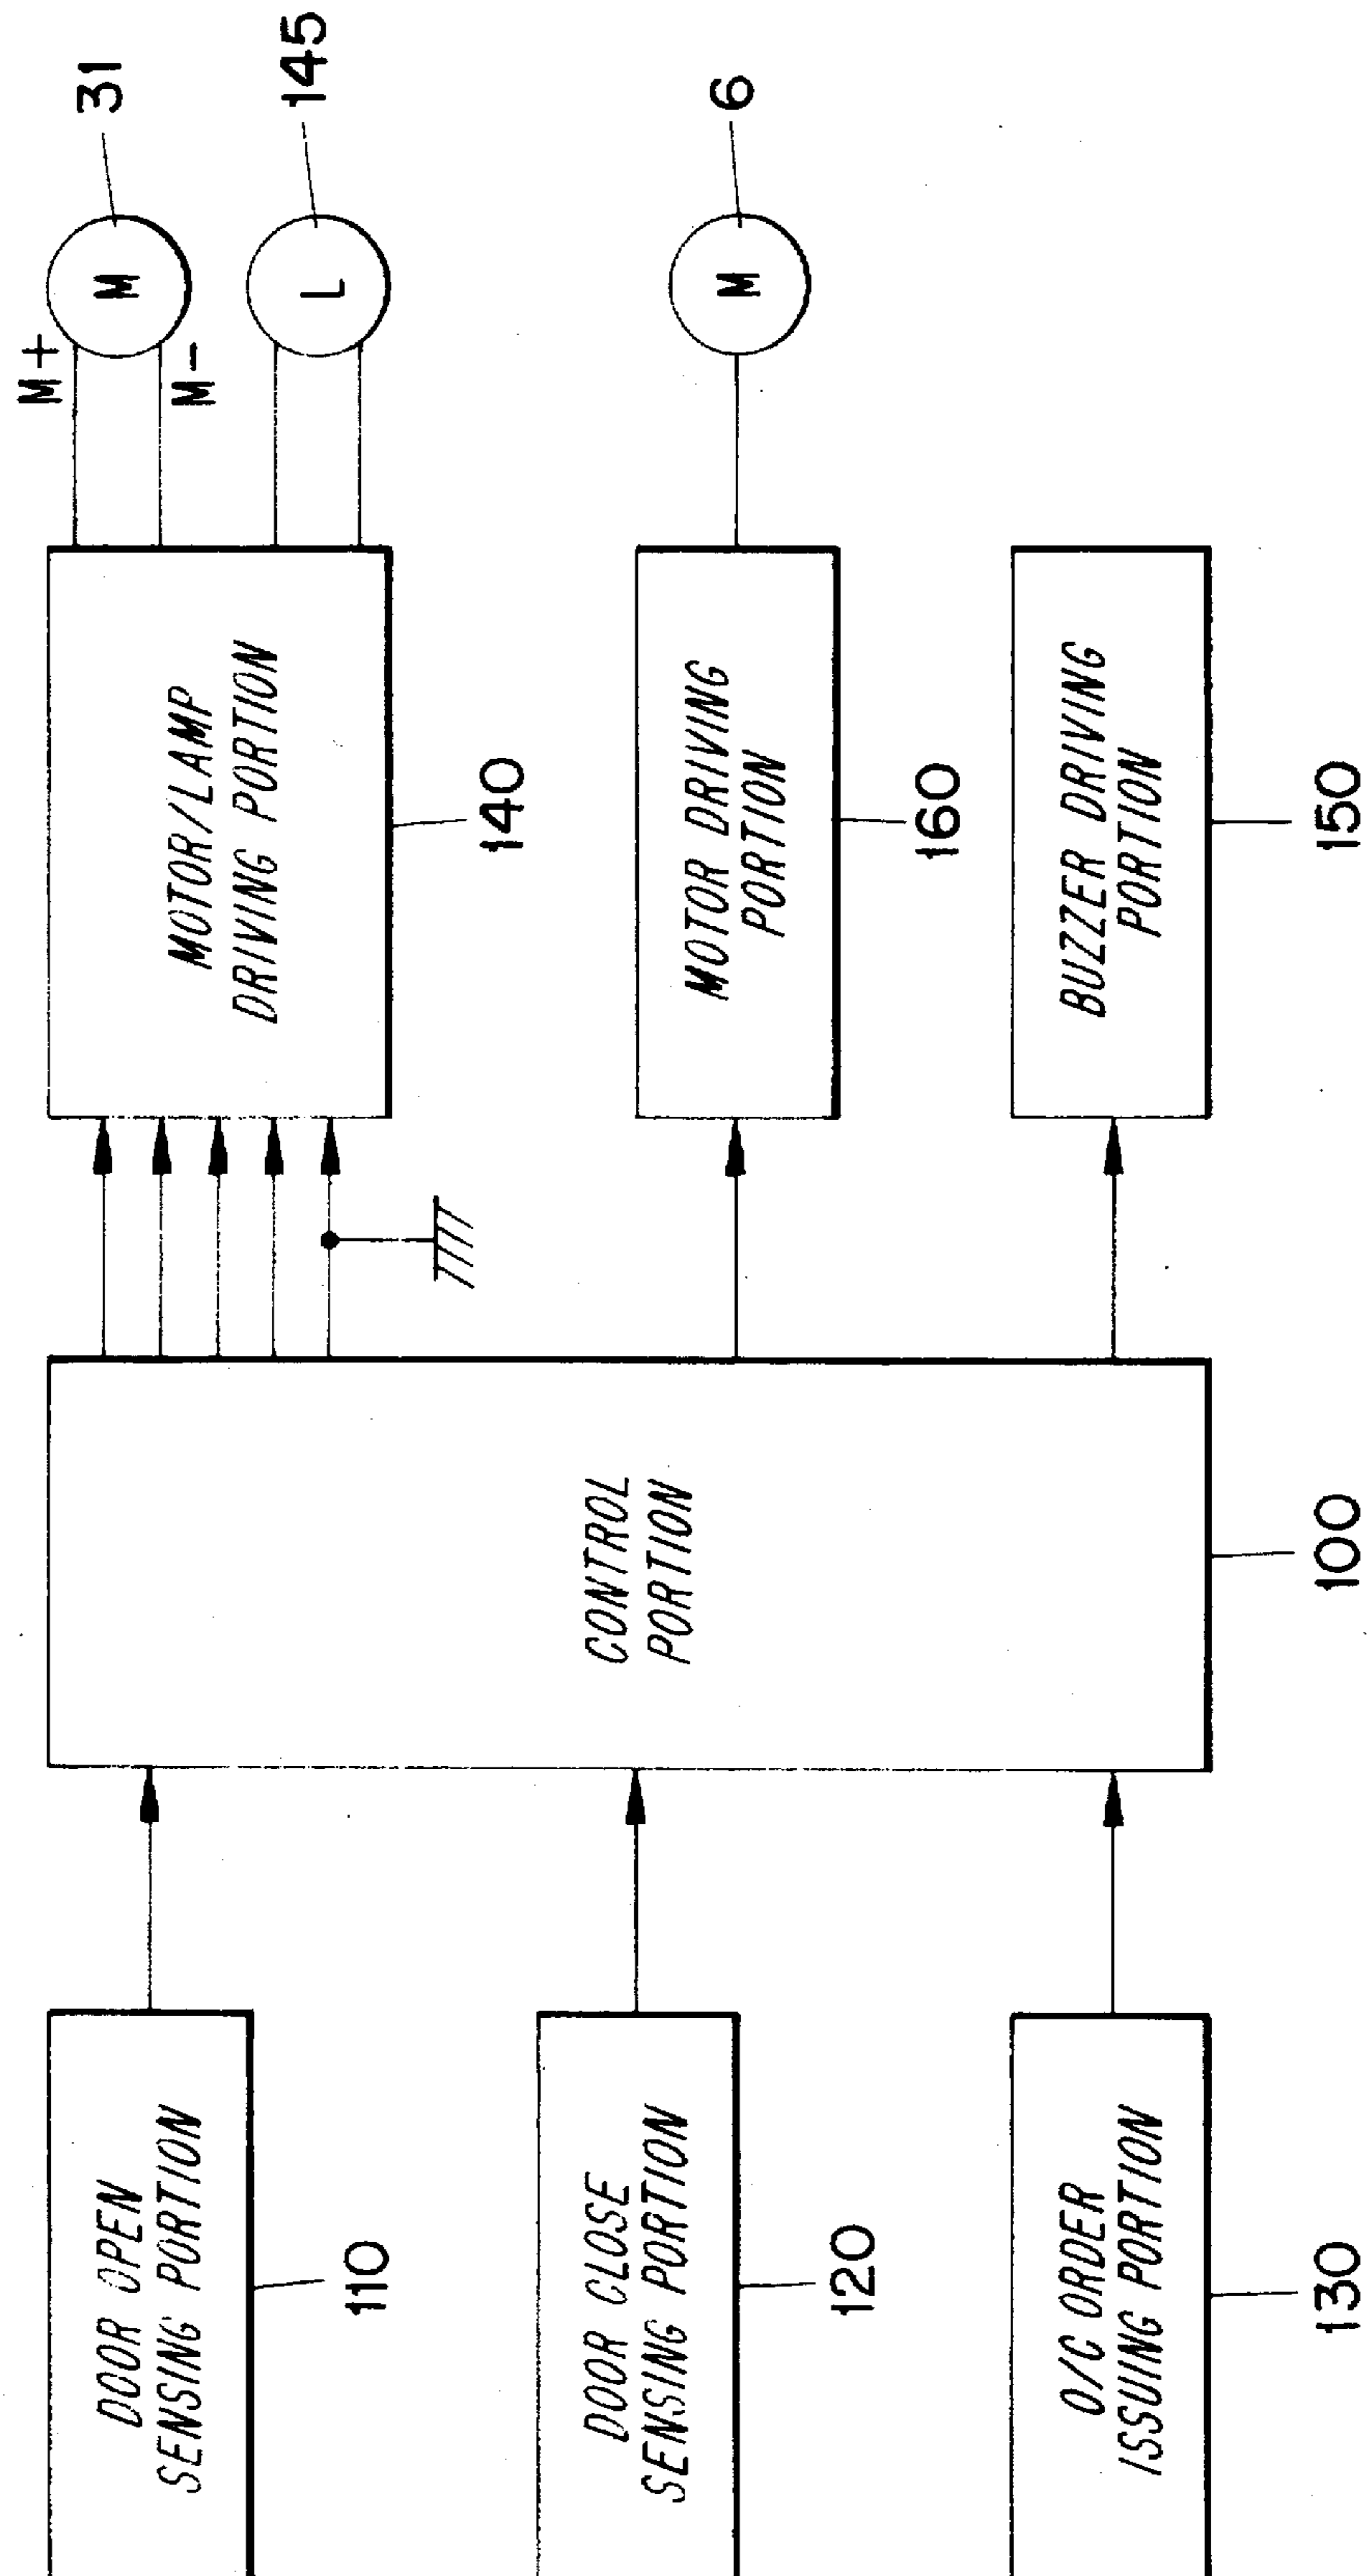 DOOR OPEN
SENSING PORTION
110
DOOR CLOSE
SENSING PORTION
120
O/C ORDER
ISSUING PORTION
130
CONTROL
PORTION
100
MOTOR/LAMP
DRIVING PORTION
140
MOTOR DRIVING
PORTION
160
BUZZER DRIVING
PORTION
150
M+
M-
M
31
L
145
M
6